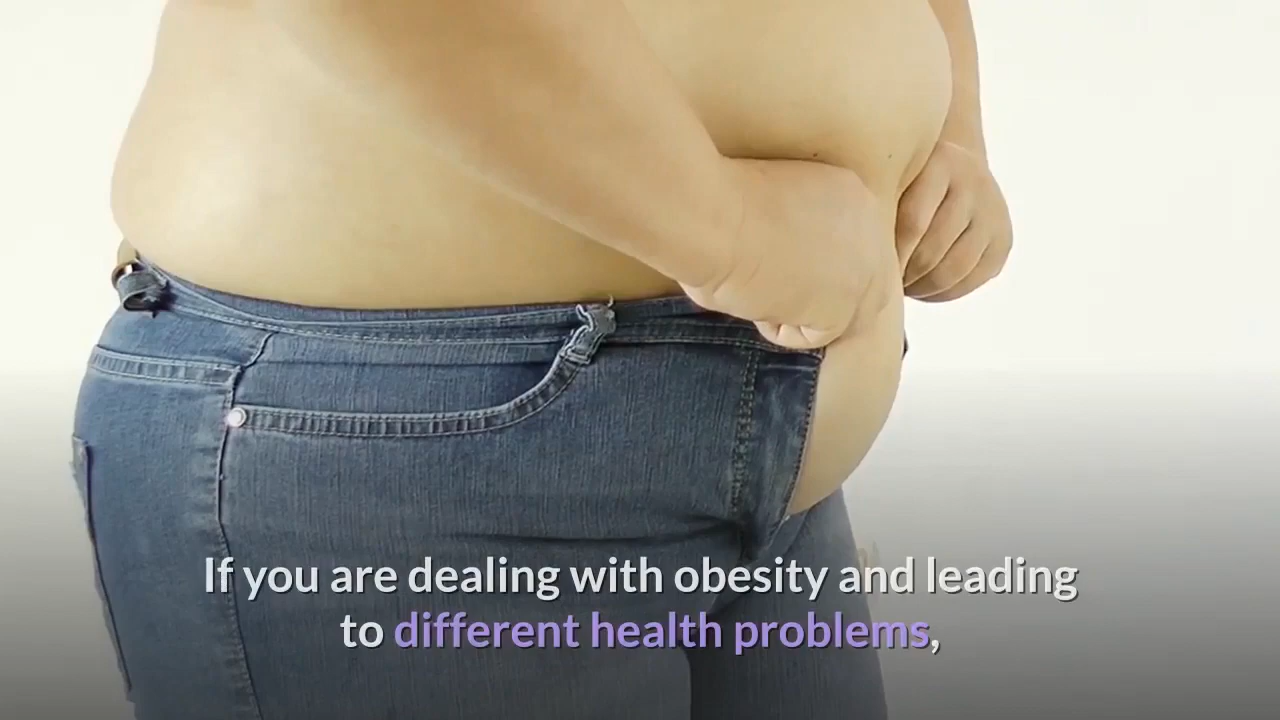 If you are dealing with obesity and leading
to different health problems,